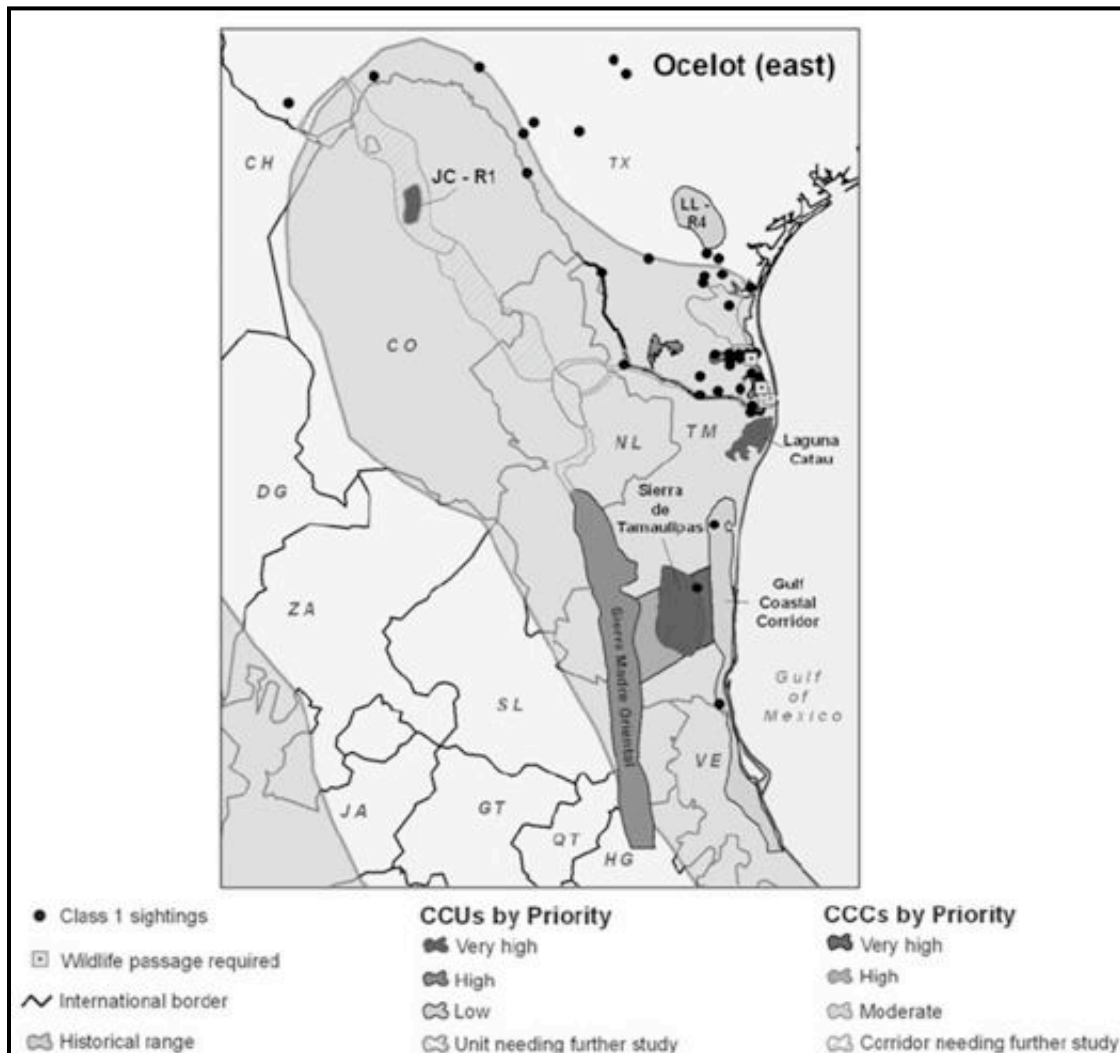 Ocelot (east)
CH
TX
JC - R1
LL -
R4
CO
NL
TM
Laguna
Catau
DG
Sierra
de
Tamaulipas
Gulf
Coastal
Corridor
ZA
Sierra Madre Oriental
Gulf
of
Mexico
SL
VE
JA
GT
QT
HG
Class 1 sightings
Wildlife passage required
International border
Historical range
CCUs by Priority
Very high
High
Low
Unit needing further study
CCCs by Priority
Very high
High
Moderate
Corridor needing further study